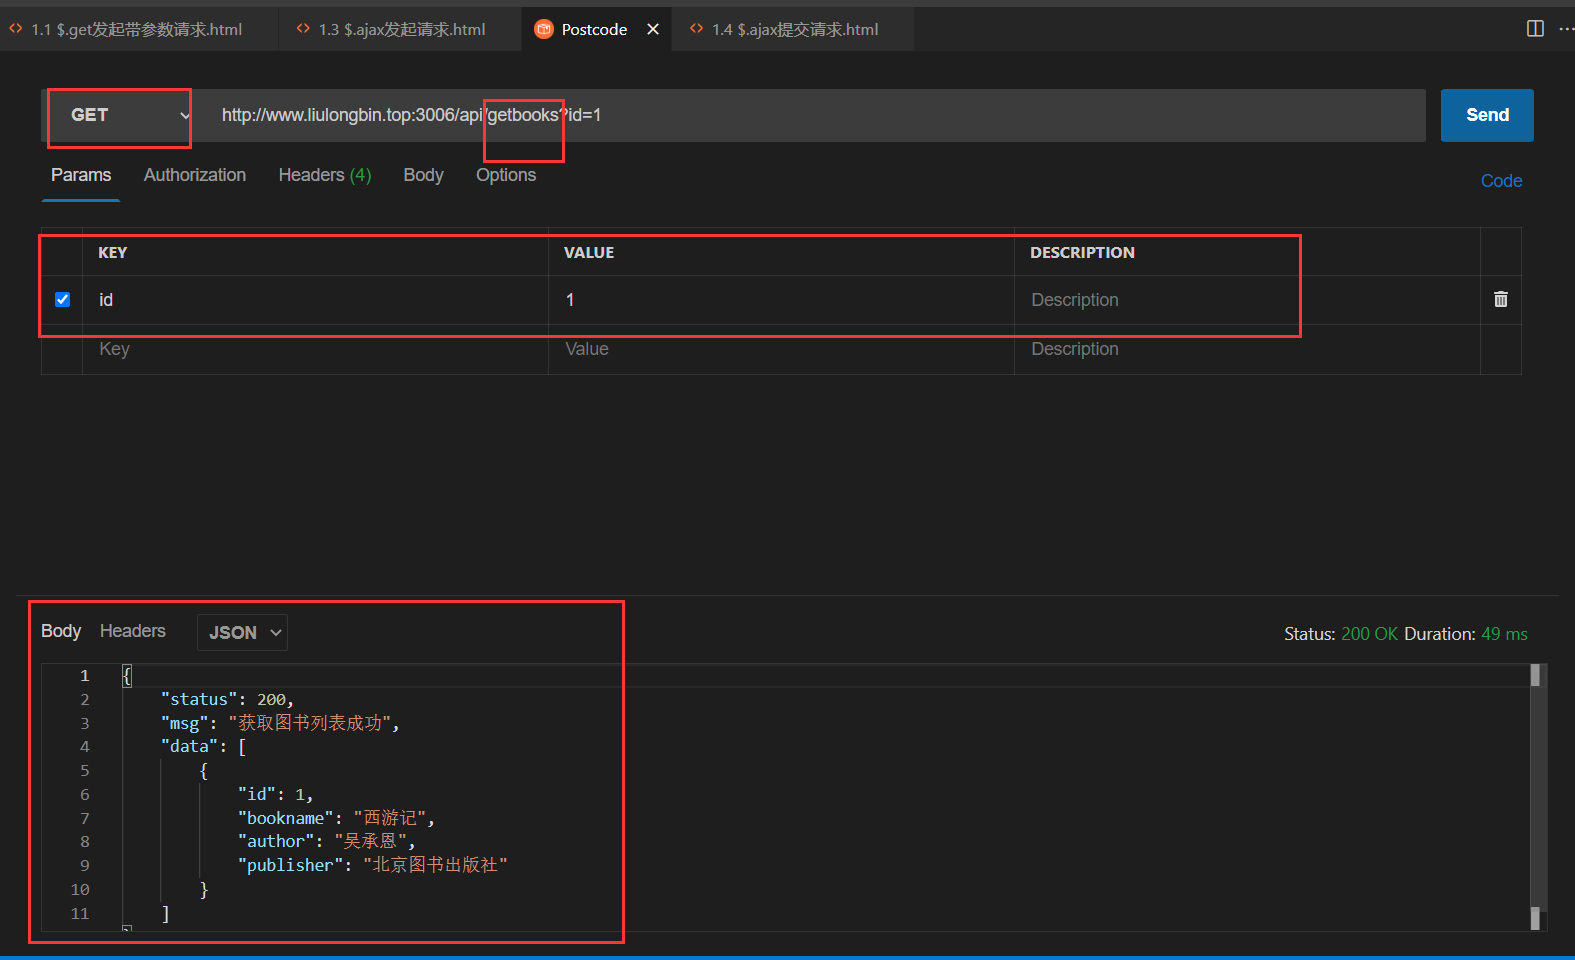 1.1 $.get发起带参数请求.html 1.3 $.ajax发起请求.html Postcode 1.4 $.ajax提交请求.html
GET http://www.liulongbin.top:3006/api/getbooks?id=1 Send
Params Authorization Headers (4) Body Options Code
KEY VALUE DESCRIPTION
id 1 Description
Key Value Description
Body Headers JSON Status: 200 OK Duration: 49 ms
1 {
2 "status": 200,
3 "msg": "获取图书列表成功",
4 "data": [
5 {
6 "id": 1,
7 "bookname": "西游记",
8 "author": "吴承恩",
9 "publisher": "北京图书出版社"
10 }
11 ]
}